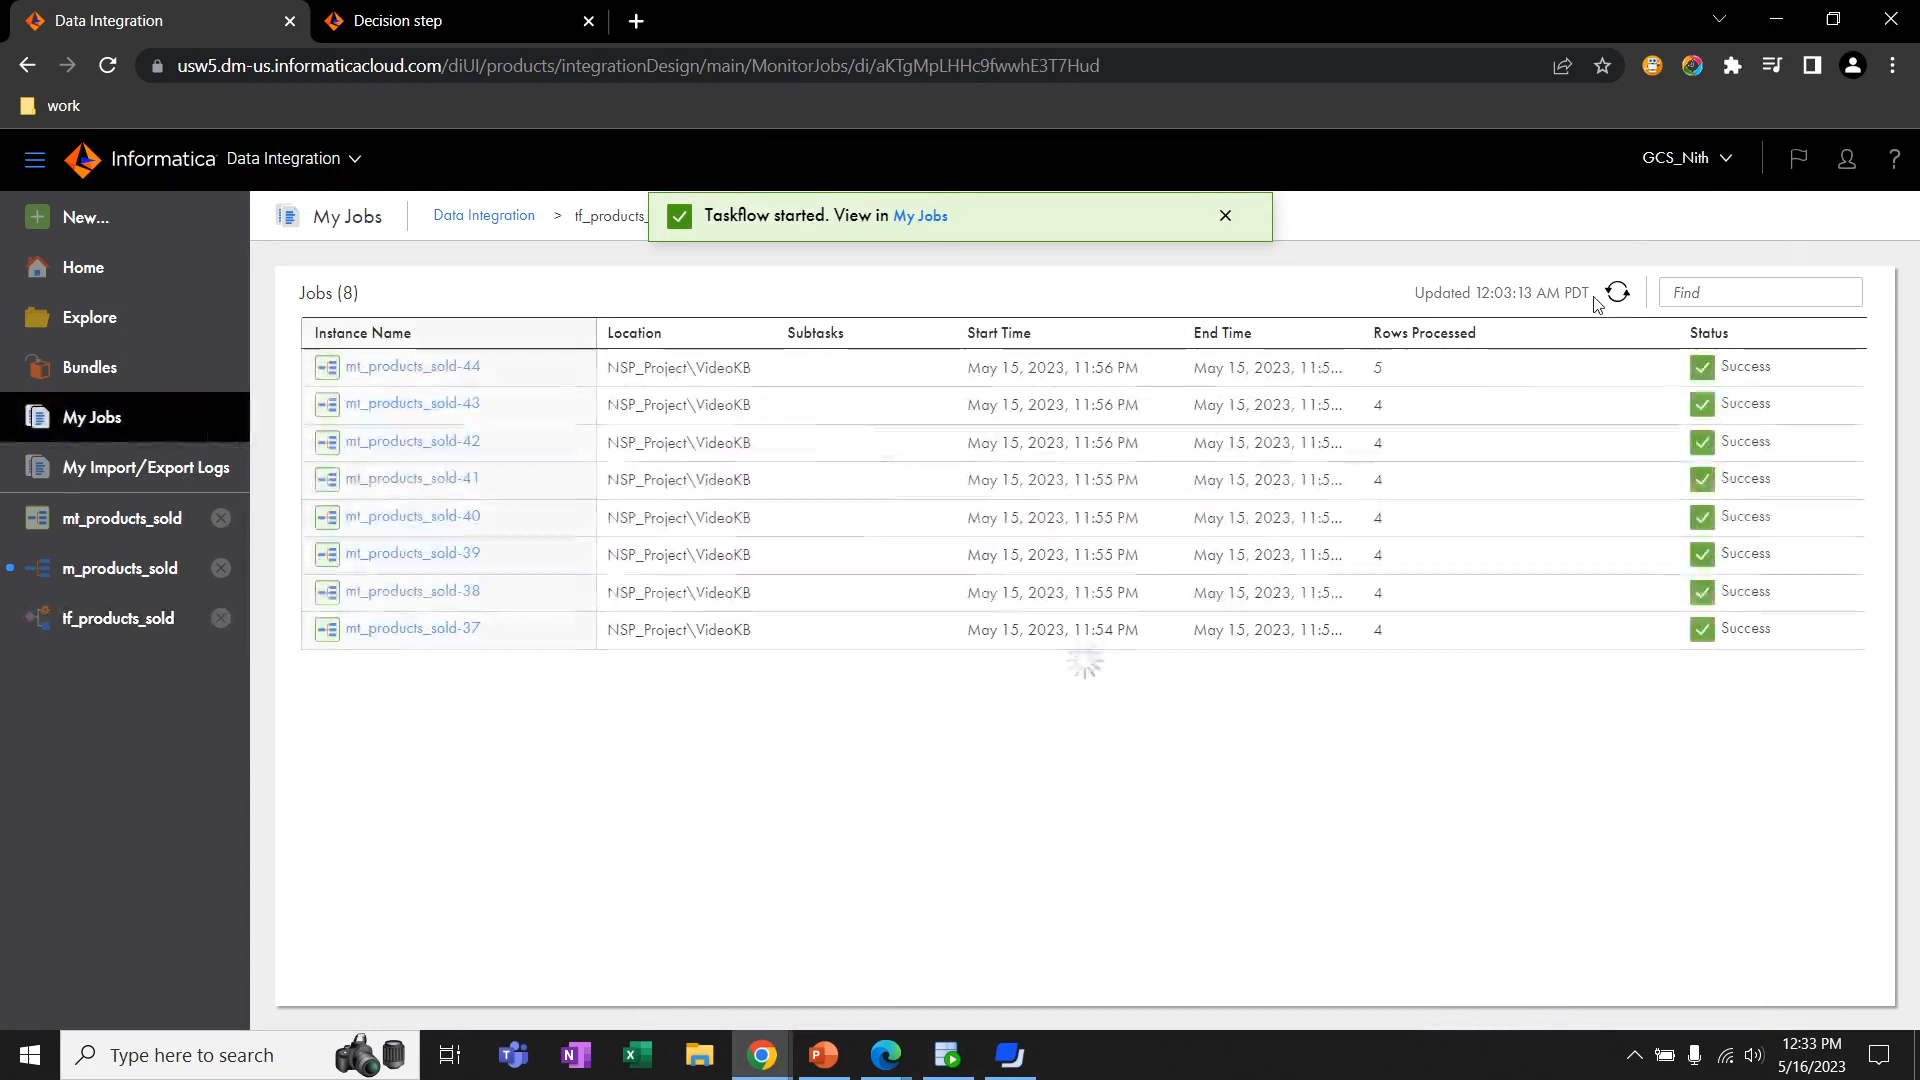 Data Integration
Decision step
usw5.dm-us.informaticacloud.com/diUI/products/integrationDesign/main/MonitorJobs/di/aKTgMpLHHc9fwwhE3T7Hud
work
Informatica Data Integration
GCS_Nith
?
New...
Home
Explore
Bundles
My Jobs
My Import/Export Logs
mt_products_sold
m_products_sold
tf_products_sold
My Jobs
Data Integration > tf_products_
Taskflow started. View in My Jobs
Jobs (8)
Updated 12:03:13 AM PDT
Find
Instance Name Location Subtasks Start Time End Time Rows Processed Status
mt_products_sold-44 NSP_Project\VideoKB May 15, 2023, 11:56 PM May 15, 2023, 11:5... 5 Success
mt_products_sold-43 NSP_Project\VideoKB May 15, 2023, 11:56 PM May 15, 2023, 11:5... 4 Success
mt_products_sold-42 NSP_Project\VideoKB May 15, 2023, 11:56 PM May 15, 2023, 11:5... 4 Success
mt_products_sold-41 NSP_Project\VideoKB May 15, 2023, 11:55 PM May 15, 2023, 11:5... 4 Success
mt_products_sold-40 NSP_Project\VideoKB May 15, 2023, 11:55 PM May 15, 2023, 11:5... 4 Success
mt_products_sold-39 NSP_Project\VideoKB May 15, 2023, 11:55 PM May 15, 2023, 11:5... 4 Success
mt_products_sold-38 NSP_Project\VideoKB May 15, 2023, 11:55 PM May 15, 2023, 11:5... 4 Success
mt_products_sold-37 NSP_Project\VideoKB May 15, 2023, 11:54 PM May 15, 2023, 11:5... 4 Success
Type here to search
12:33 PM
5/16/2023